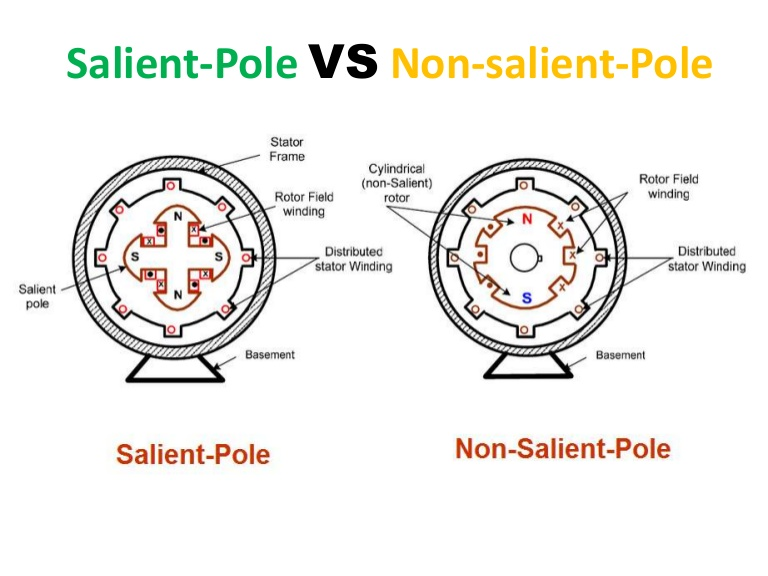 Salient-Pole VS Non-salient-Pole
Stator
Frame
Rotor Field
winding
Distributed
stator Winding
Salient
pole
Basement
N
S
S
N
x
x
x
x
Salient-Pole
Cylindrical
(non-Salient)
rotor
Rotor Field
winding
Distributed
stator Winding
Basement
N
S
x
x
x
Non-Salient-Pole